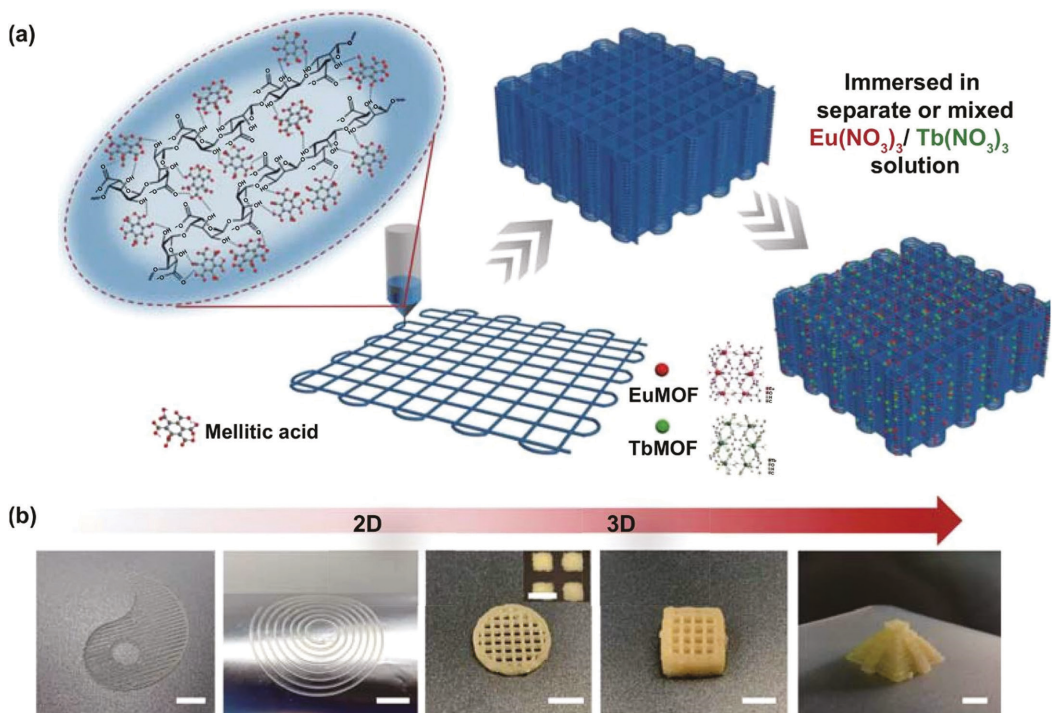 (a)
Immersed in
separate or mixed
Eu(NO₃)₃/ Tb(NO₃)₃
solution
EuMOF
Mellitic acid
TbMOF
(b)
2D
3D